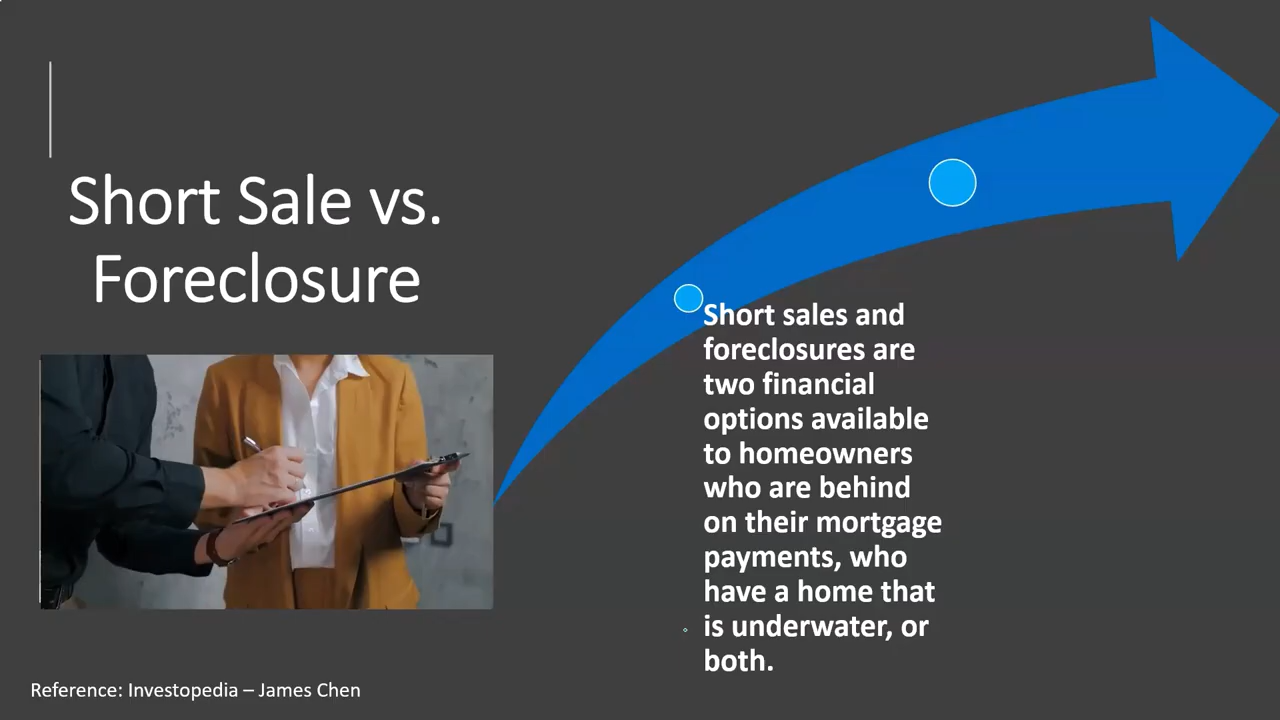 Short Sale vs.
Foreclosure
Short sales and
foreclosures are
two financial
options available
to homeowners
who are behind
on their mortgage
payments, who
have a home that
is underwater, or
both.
Reference: Investopedia – James Chen